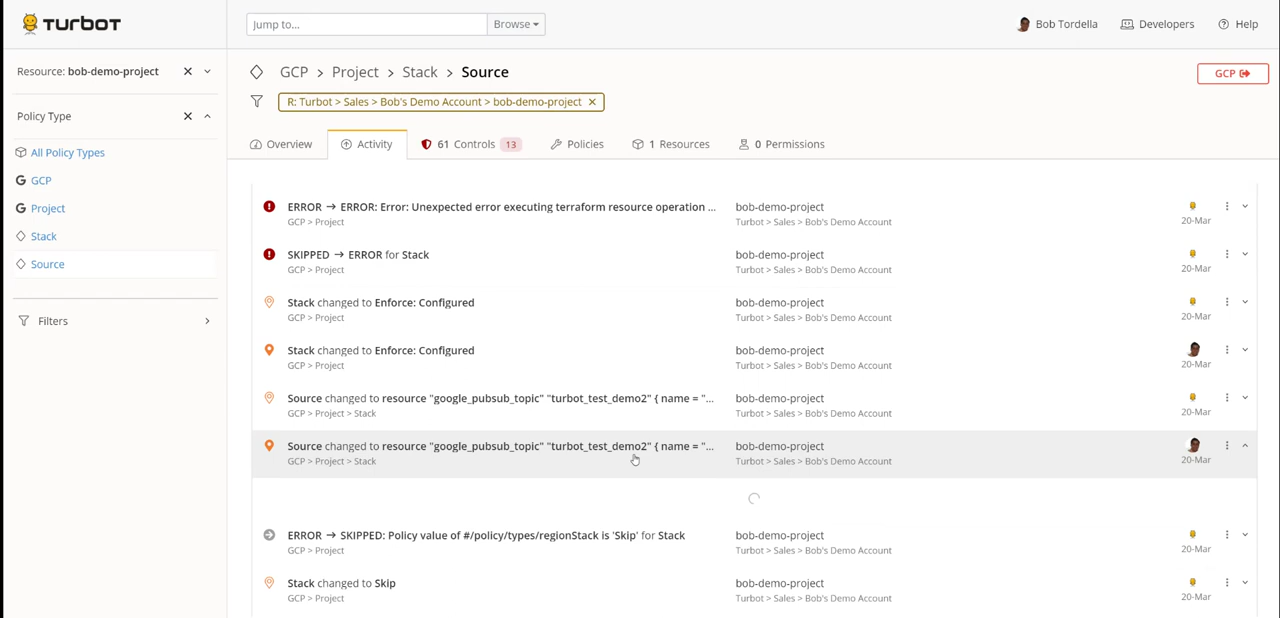 TURBOT
Jump to...
Browse
Bob Tordella
Developers
Help
Resource: bob-demo-project
Policy Type
All Policy Types
GCP
Project
Stack
Source
Filters
GCP > Project > Stack > Source
GCP
R: Turbot > Sales > Bob's Demo Account > bob-demo-project
Overview
Activity
61 Controls 13
Policies
1 Resources
0 Permissions
ERROR → ERROR: Error: Unexpected error executing terraform resource operation ...
GCP > Project
bob-demo-project
Turbot > Sales > Bob's Demo Account
20-Mar
SKIPPED → ERROR for Stack
GCP > Project
bob-demo-project
Turbot > Sales > Bob's Demo Account
20-Mar
Stack changed to Enforce: Configured
GCP > Project
bob-demo-project
Turbot > Sales > Bob's Demo Account
20-Mar
Stack changed to Enforce: Configured
GCP > Project
bob-demo-project
Turbot > Sales > Bob's Demo Account
20-Mar
Source changed to resource "google_pubsub_topic" "turbot_test_demo2" { name = "...
GCP > Project > Stack
bob-demo-project
Turbot > Sales > Bob's Demo Account
20-Mar
Source changed to resource "google_pubsub_topic" "turbot_test_demo2" { name = "...
GCP > Project > Stack
bob-demo-project
Turbot > Sales > Bob's Demo Account
20-Mar
ERROR → SKIPPED: Policy value of #/policy/types/regionStack is 'Skip' for Stack
GCP > Project
bob-demo-project
Turbot > Sales > Bob's Demo Account
20-Mar
Stack changed to Skip
GCP > Project
bob-demo-project
Turbot > Sales > Bob's Demo Account
20-Mar